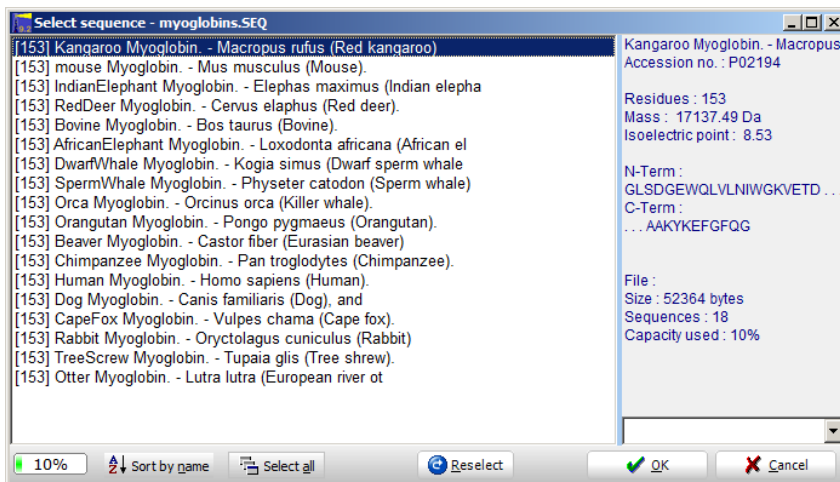 Select sequence - myoglobins.SEQ
[153] Kangaroo Myoglobin. - Macropus rufus (Red kangaroo)
[153] mouse Myoglobin. - Mus musculus (Mouse).
[153] IndianElephant Myoglobins. - Elephas maximus (Indian elepha
[153] RedDeer Myoglobin. - Cervus elaphus (Red deer).
[153] Bovine Myoglobin. - Bos taurus (Bovine).
[153] AfricanElephant Myoglobin. - Loxodonta africana (African el
[153] DwarfWhale Myoglobin. - Kogia simus (Dwarf sperm whale
[153] SpermWhale Myoglobin. - Physeter catodon (Sperm whale)
[153] Orca Myoglobin. - Orcinus orca (Killer whale).
[153] Orangutan Myoglobin. - Pongo pygmaeus (Orangutan).
[153] Beaver Myoglobin. - Castor fiber (Eurasian beaver)
[153] Chimpanzee Myoglobin. - Pan troglodytes (Chimpanzee).
[153] Human Myoglobin. - Homo sapiens (Human).
[153] Dog Myoglobin. - Canis familiaris (Dog), and
[153] CapeFox Myoglobin. - Vulpes chama (Cape fox).
[153] Rabbit Myoglobin. - Oryctolagus cuniculus (Rabbit)
[153] TreeScrew Myoglobin. - Tupaia glis (Tree shrew).
[153] Otter Myoglobin. - Lutra lutra (European river ot
Kangaroo Myoglobin. - Macropus
Accession no. : P02194
Residues : 153
Mass : 17137.49 Da
Isoelectric point : 8.53
N-Term :
GLSDGEWQLVLNIWGKVETD . . .
C-Term :
. . . AAKYKEFGFQG
File :
Size : 52364 bytes
Sequences : 18
Capacity used : 10%
10%
Sort by name
Select all
Reselect
OK
Cancel